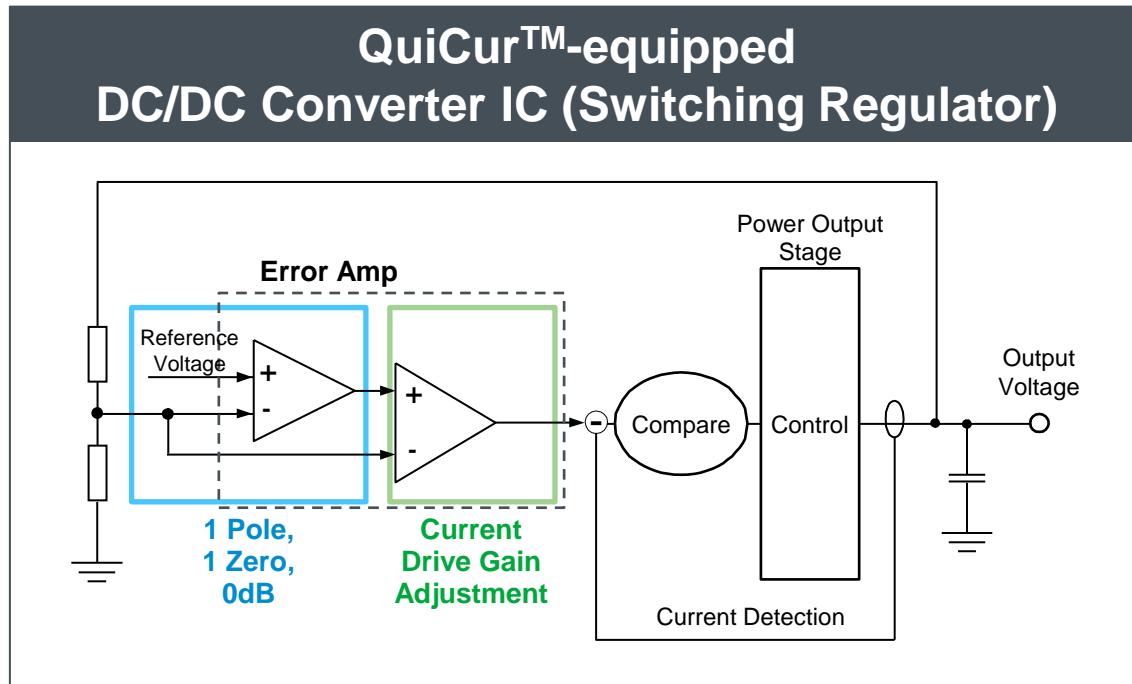 QuiCur™-equipped
DC/DC Converter IC (Switching Regulator)
Power Output
Stage
Error Amp
Reference
Voltage
+
-
+
-
-
Compare
Control
Output
Voltage
1 Pole,
1 Zero,
0dB
Current
Drive Gain
Adjustment
Current Detection